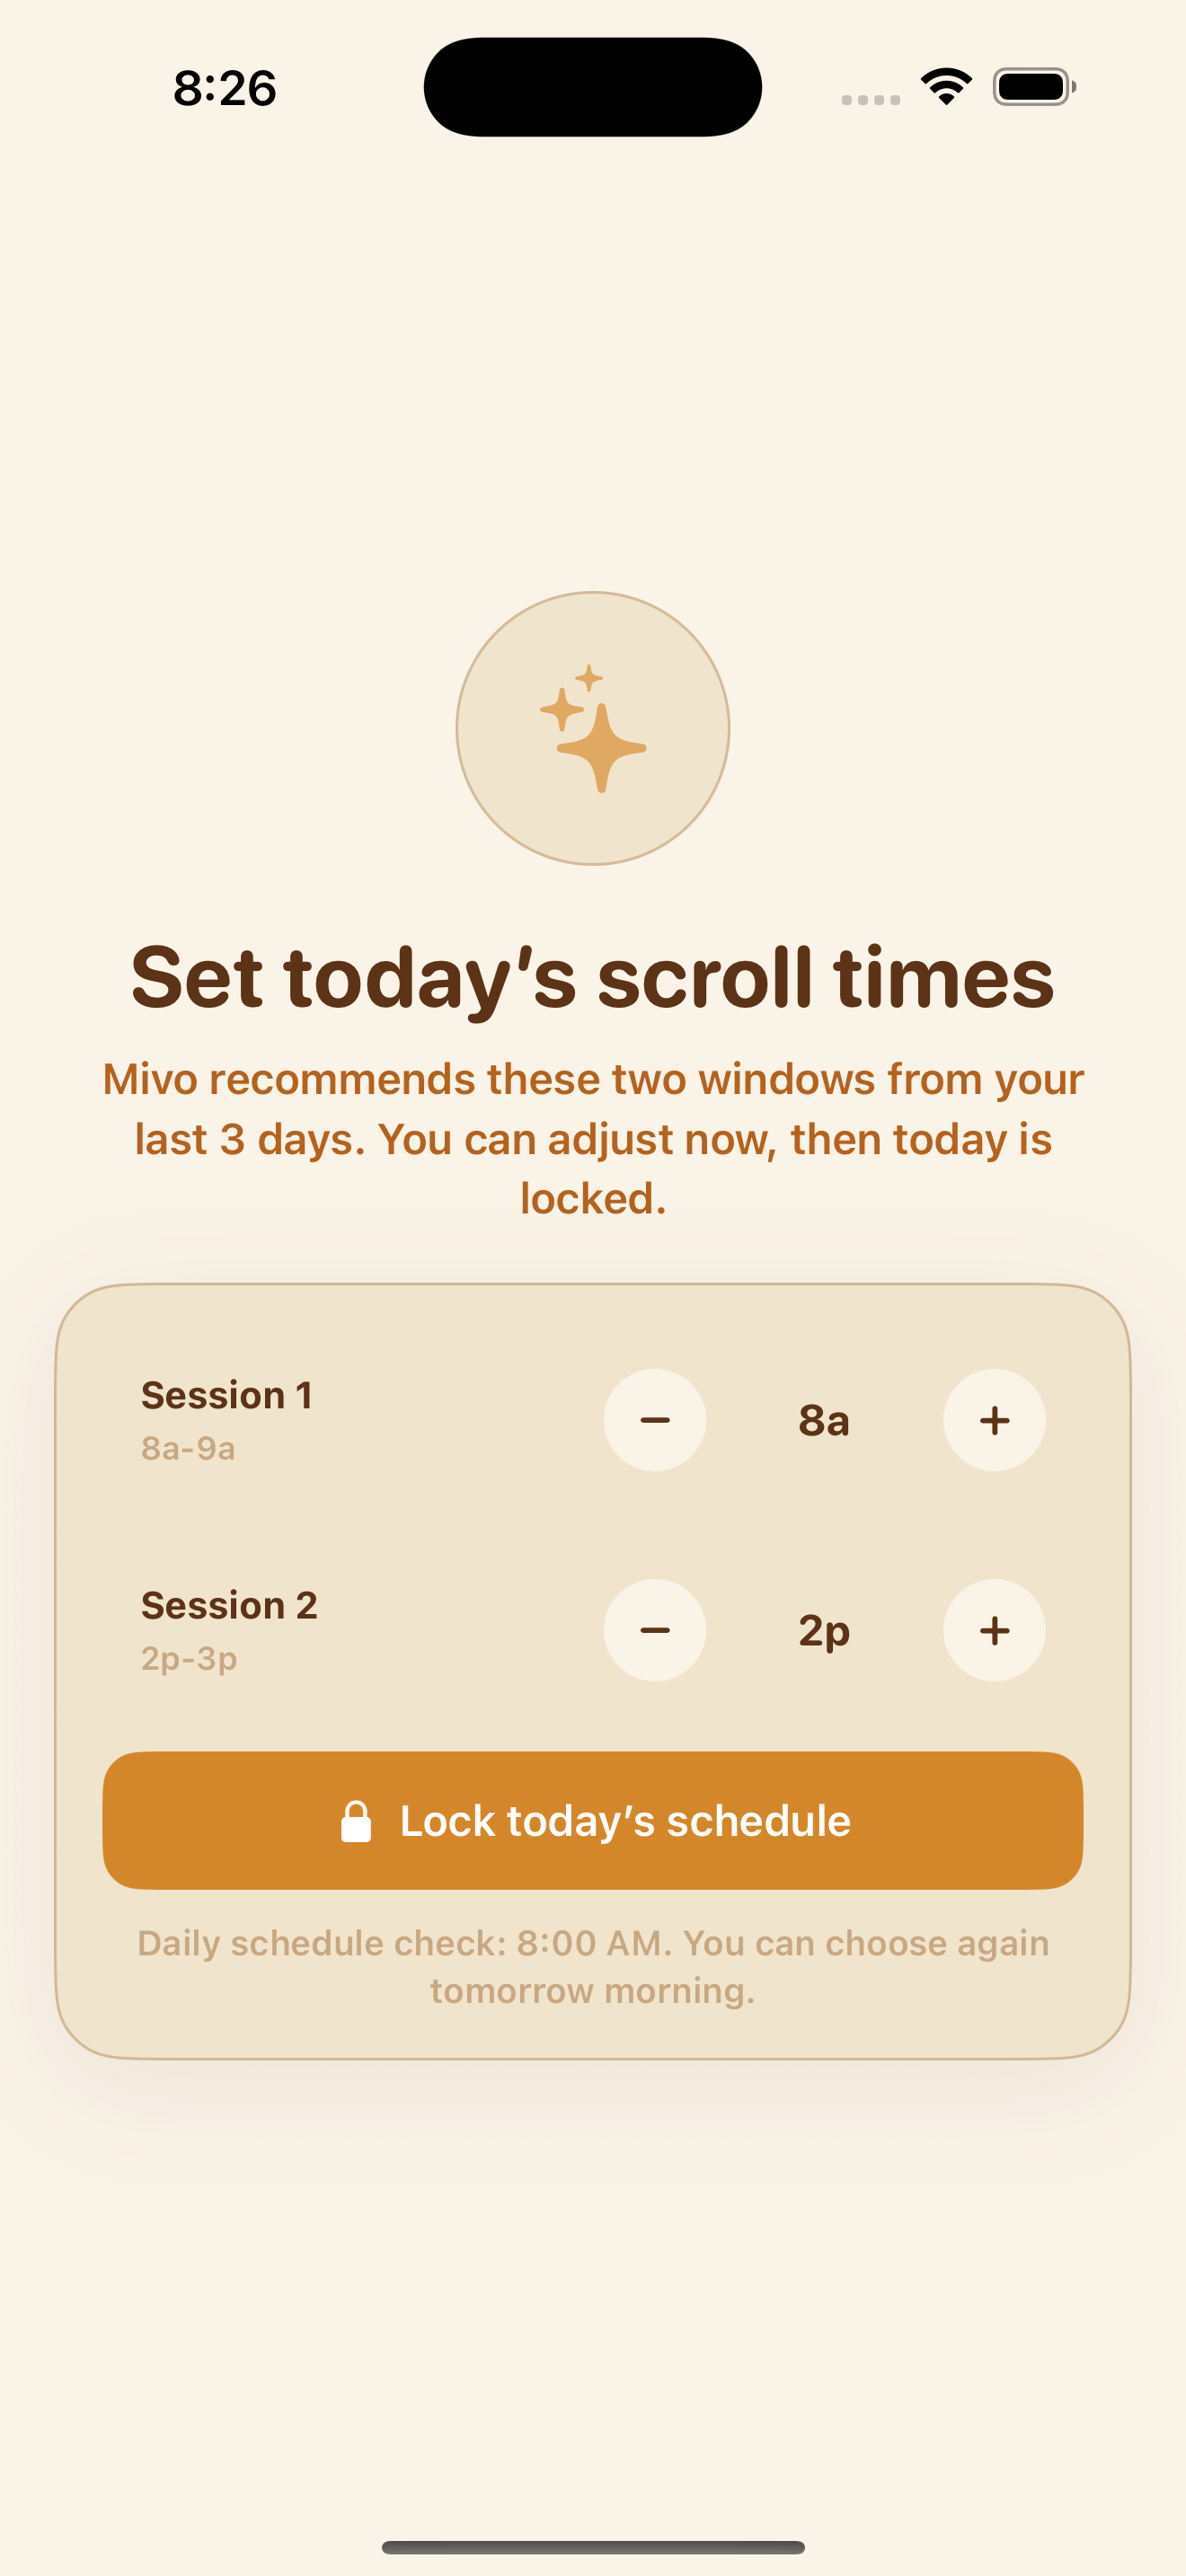 8:26
Set today’s scroll times
Mivo recommends these two windows from your
last 3 days. You can adjust now, then today is
locked.
Session 1
8a-9a
8a
Session 2
2p-3p
2p
Lock today’s schedule
Daily schedule check: 8:00 AM. You can choose again
tomorrow morning.